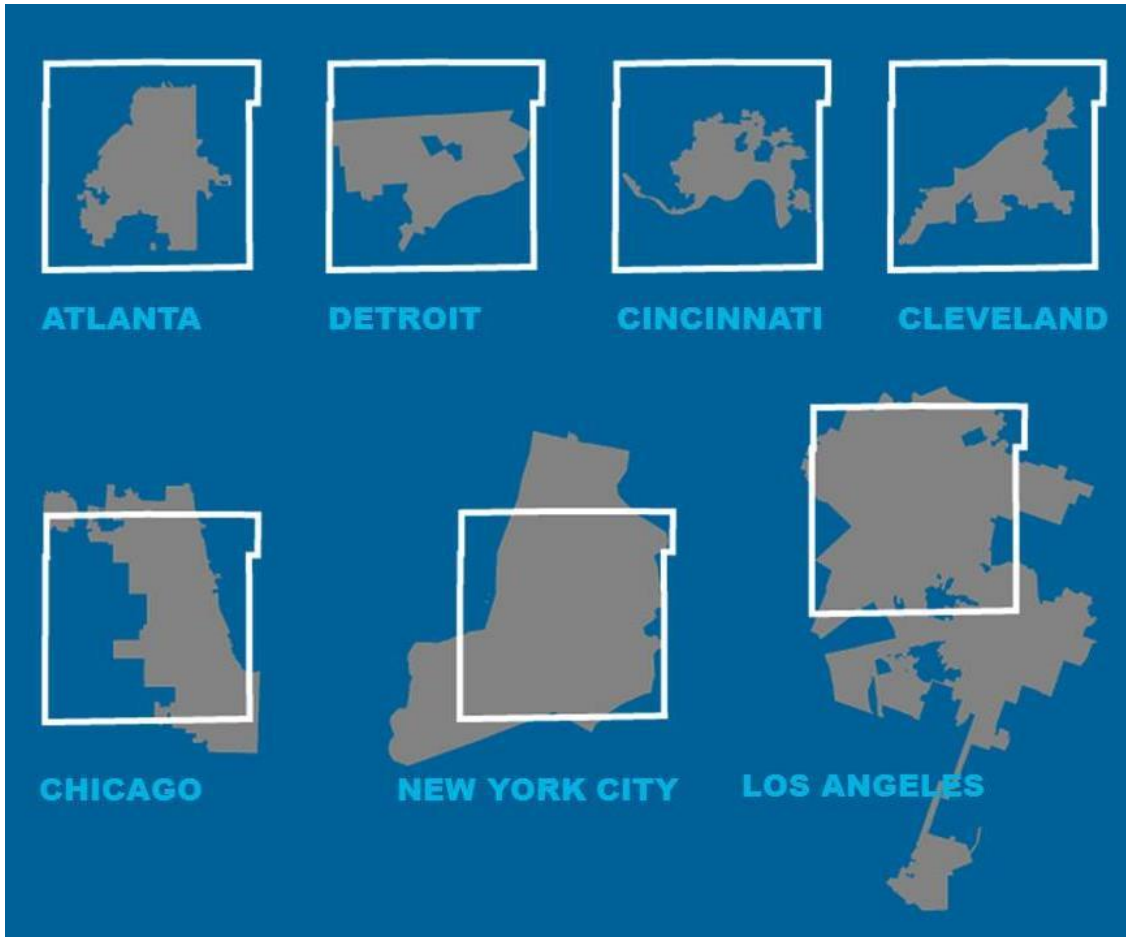 ATLANTA
DETROIT
CINCINNATI
CLEVELAND
CHICAGO
NEW YORK CITY
LOS ANGELES